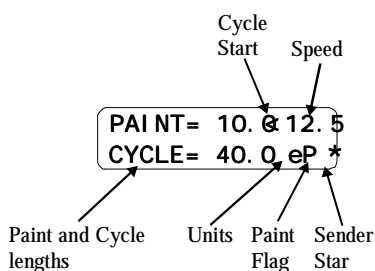 Cycle
Start
Speed
PAINT= 10.0<12.5
CYCLE= 40.0 eP *
Paint and Cycle
lengths
Units
Paint
Flag
Sender
Star